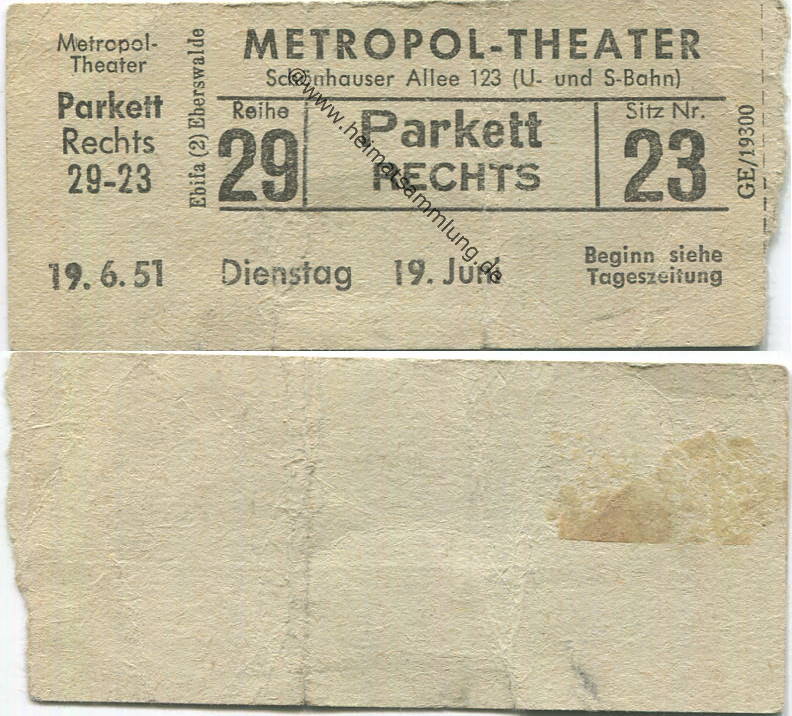 Metropol-
Theater
Parkett
Rechts
29-23
19.6.51
Ebifa (2) Eberswalde
METROPOL-THEATER
Schönhauser Allee 123 (U- und S-Bahn)
Reihe
29
Parkett
RECHTS
Sitz Nr.
23
GE/19300
Dienstag 19. Juni
Beginn siehe
Tageszeitung
@www.heimatsammlung.de